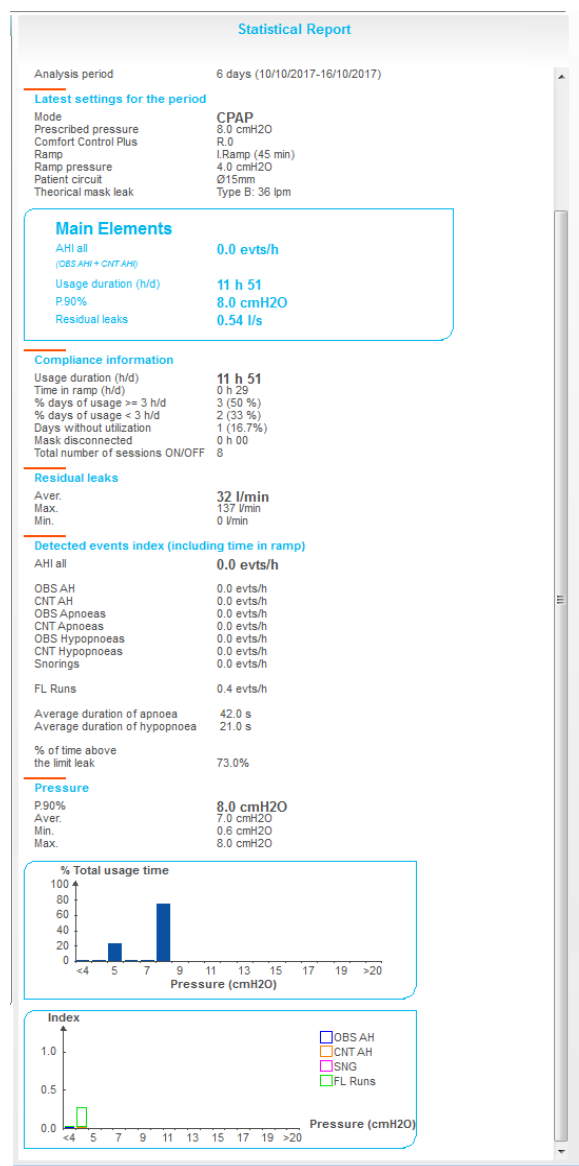 Statistical Report
Analysis period 6 days (10/10/2017-16/10/2017)
Latest settings for the period
Mode CPAP
Prescribed pressure 8.0 cmH2O
Comfort Control Plus R.0
Ramp I.Ramp (45 min)
Ramp pressure 4.0 cmH2O
Patient circuit Ø15mm
Theorical mask leak Type B: 36 lpm
Main Elements
AHI all 0.0 evts/h
(OBS AHI + CNT AHI)
Usage duration (h/d) 11 h 51
P.90% 8.0 cmH2O
Residual leaks 0.54 l/s
Compliance information
Usage duration (h/d) 11 h 51
Time in ramp (h/d) 0 h 29
% days of usage >= 3 h/d 3 (50 %)
% days of usage < 3 h/d 2 (33 %)
Days without utilization 1 (16.7%)
Mask disconnected 0 h 00
Total number of sessions ON/OFF 8
Residual leaks
Aver. 32 l/min
Max. 137 l/min
Min. 0 l/min
Detected events index (including time in ramp)
AHI all 0.0 evts/h
OBS AH 0.0 evts/h
CNT AH 0.0 evts/h
OBS Apnoeas 0.0 evts/h
CNT Apnoeas 0.0 evts/h
OBS Hypopnoeas 0.0 evts/h
CNT Hypopnoeas 0.0 evts/h
Snorings 0.0 evts/h
FL Runs 0.4 evts/h
Average duration of apnoea 42.0 s
Average duration of hypopnoea 21.0 s
% of time above
the limit leak 73.0%
Pressure
P.90% 8.0 cmH2O
Aver. 7.0 cmH2O
Min. 0.6 cmH2O
Max. 8.0 cmH2O
% Total usage time
100
80
60
40
20
0
<4 5 7 9 11 13 15 17 19 >20
Pressure (cmH2O)
Index
OBS AH
CNT AH
SNG
FL Runs
1.0
0.5
0.0
<4 5 7 9 11 13 15 17 19 >20
Pressure (cmH2O)